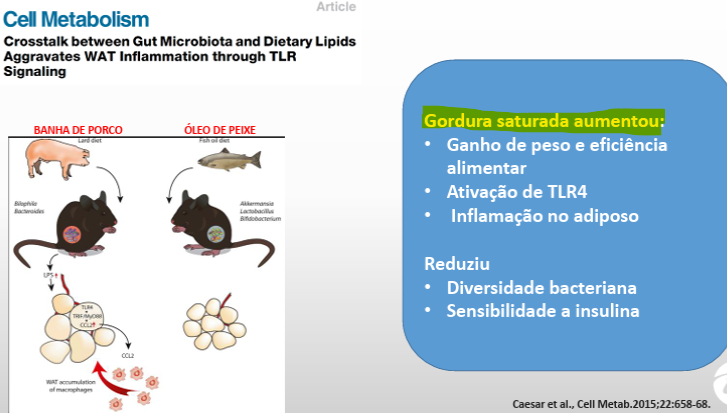 Article
Cell Metabolism
Crosstalk between Gut Microbiota and Dietary Lipids
Aggravates WAT Inflammation through TLR
Signaling
BANHA DE PORCO
ÓLEO DE PEIXE
Lard diet
Fish oil diet
Bilophila
Bacteroides
Akkermansia
Lactobacillus
Bifidobacterium
LPS↑
TLR4
+
TRIF/MyD88
+
CCL2↑
CCL2
WAT accumulation
of macrophages
Gordura saturada aumentou:
• Ganho de peso e eficiência
alimentar
• Ativação de TLR4
• Inflamação no adiposo
Reduziu
• Diversidade bacteriana
• Sensibilidade a insulina
Caesar et al., Cell Metab.2015;22:658-68.